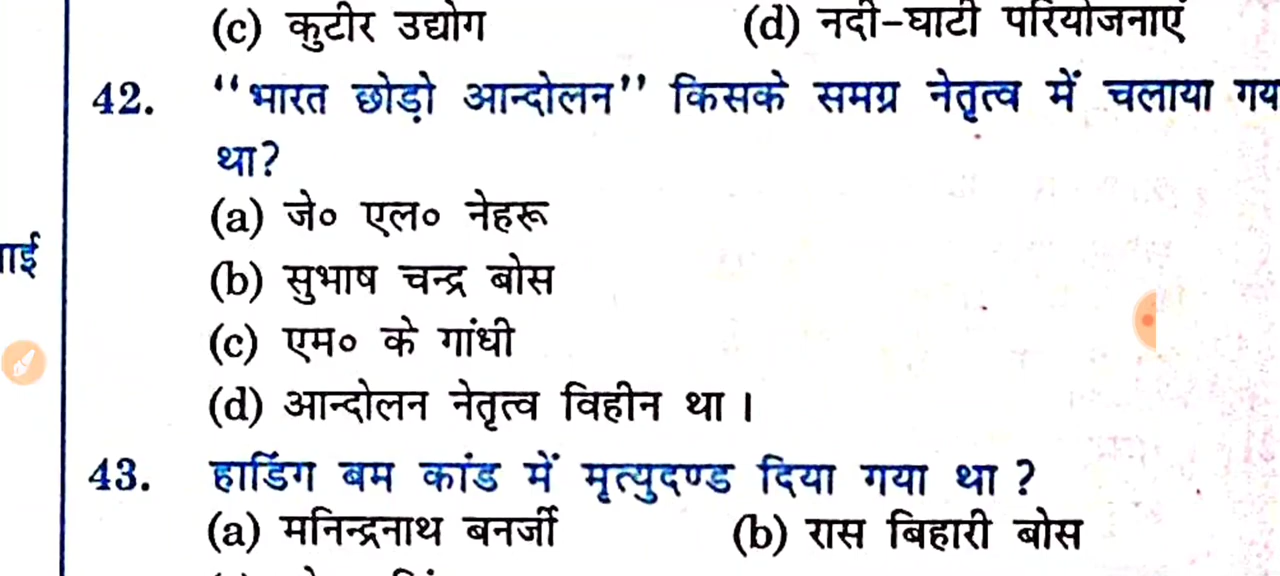 (c) कुटीर उद्योग (d) नदी-घाटी परियोजनाएं
42. “भारत छोड़ो आन्दोलन” किसके समग्र नेतृत्व में चलाया गय
था?
(a) जे० एल० नेहरू
(b) सुभाष चन्द्र बोस
(c) एम० के गांधी
(d) आन्दोलन नेतृत्व विहीन था।
43. हार्डिंग बम कांड में मृत्युदण्ड दिया गया था ?
(a) मनिन्द्रनाथ बनर्जी (b) रास बिहारी बोस